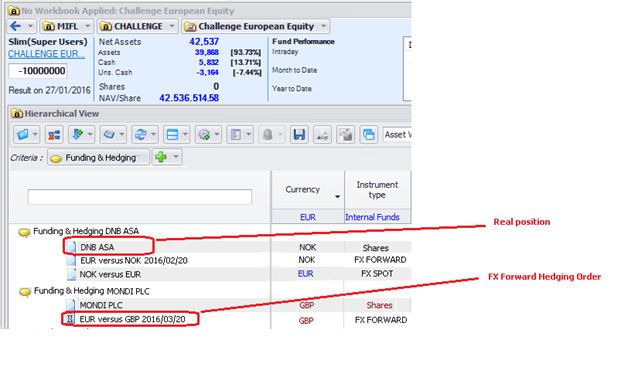 No Workbook Applied: Challenge European Equity
MIFL CHALLENGE Challenge European Equity
Slim(Super Users)
CHALLENGE EUR...
-10000000
Result on 27/01/2016
Net Assets 42,537
Assets 39,868 [93.73%]
Cash 5,832 [13.71%]
Uns. Cash -3,164 [-7.44%]
Shares 0
NAV/Share 42.536.514.58
Fund Performance
Intraday
Month to Date
Year to Date
Hierarchical View
Asset
Criteria : Funding & Hedging
Currency
Instrument type
EUR Internal Funds
Funding & Hedging DNB ASA
DNB ASA NOK Shares
EUR versus NOK 2016/02/20 NOK FX FORWARD
NOK versus EUR EUR FX SPOT
Funding & Hedging MONDI PLC
MONDI PLC GBP Shares
EUR versus GBP 2016/03/20 GBP FX FORWARD
Real position
FX Forward Hedging Order